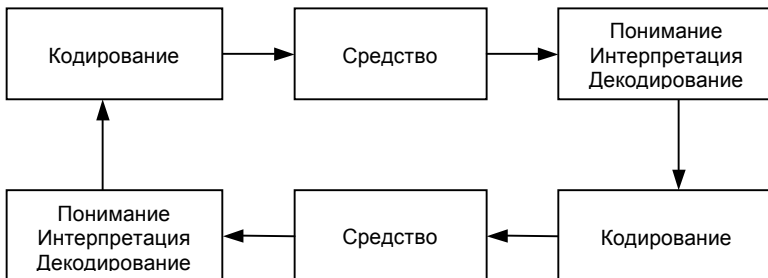 Кодирование
Средство
Понимание
Интерпретация
Декодирование
Понимание
Интерпретация
Декодирование
Средство
Кодирование